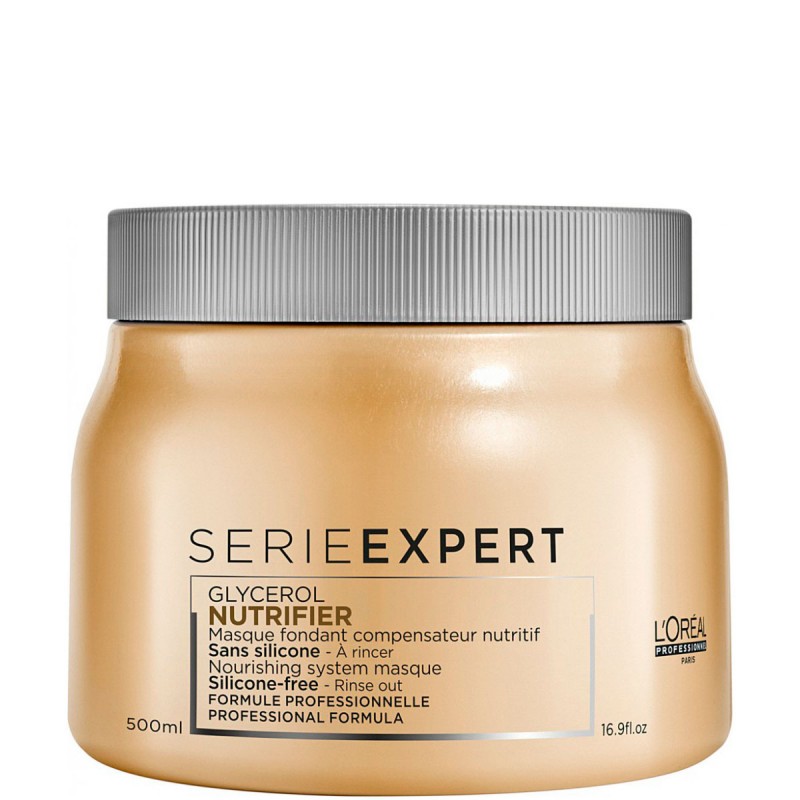 SERIEEXPERT
GLYCEROL
NUTRIFIER
Masque fondant compensateur nutritif
Sans silicone - À rincer
Nourishing system masque
Silicone-free - Rinse out
FORMULE PROFESSIONNELLE
PROFESSIONAL FORMULA
500ml
16.9fl.oz
L'ORÉAL
PROFESSIONNEL
PARIS